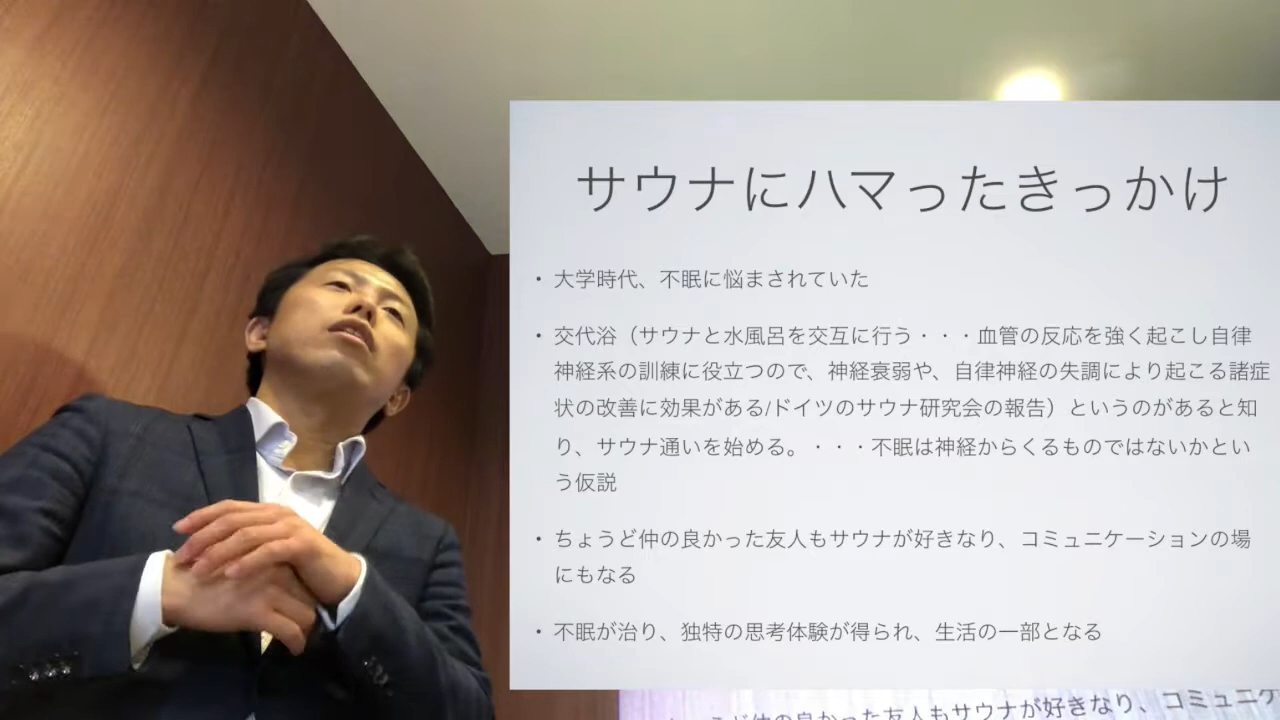 サウナにハマったきっかけ
・大学時代、不眠に悩まされていた
・交代浴（サウナと水風呂を交互に行う・・・血管の反応を強く起こし自律
神経系の訓練に役立つので、神経衰弱や、自律神経の失調により起こる諸症
状の改善に効果がある/ドイツのサウナ研究会の報告）というのがあると知
り、サウナ通いを始める。・・・不眠は神経からくるものではないかとい
う仮説
・ちょうど仲の良かった友人もサウナが好きなり、コミュニケーションの場
にもなる
・不眠が治り、独特の思考体験が得られ、生活の一部となる
ちょうど仲の良かった友人もサウナが好きなり、コミュニケ